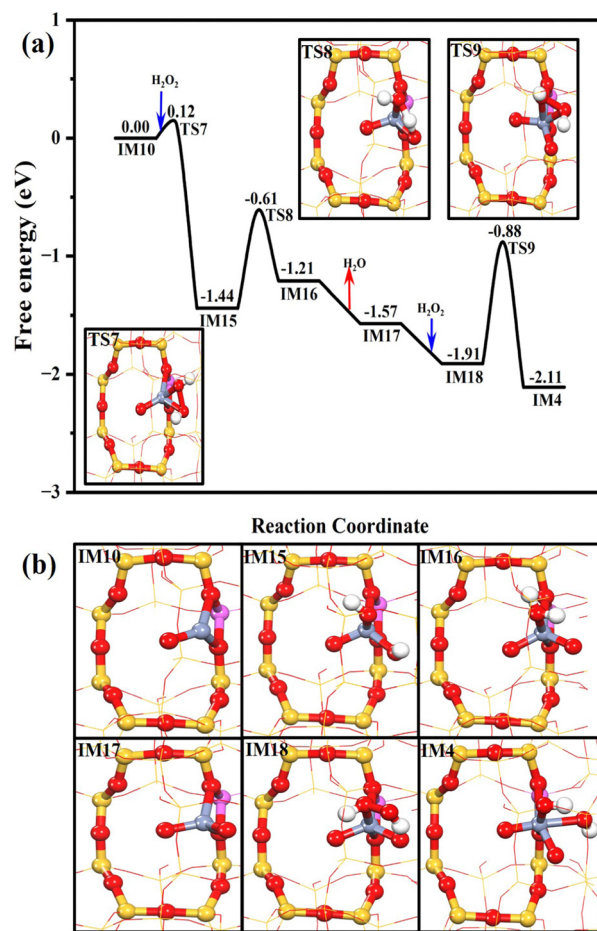 (a)
1
0
−1
−2
−3
Free energy (eV)
TS8
TS9
H₂O₂
0.00
0.12
IM10
TS7
-0.61
TS8
-0.88
TS9
-1.44
IM15
-1.21
IM16
H₂O
-1.57
IM17
H₂O₂
-1.91
IM18
-2.11
IM4
TS7
Reaction Coordinate
(b)
IM10
IM15
IM16
IM17
IM18
IM4